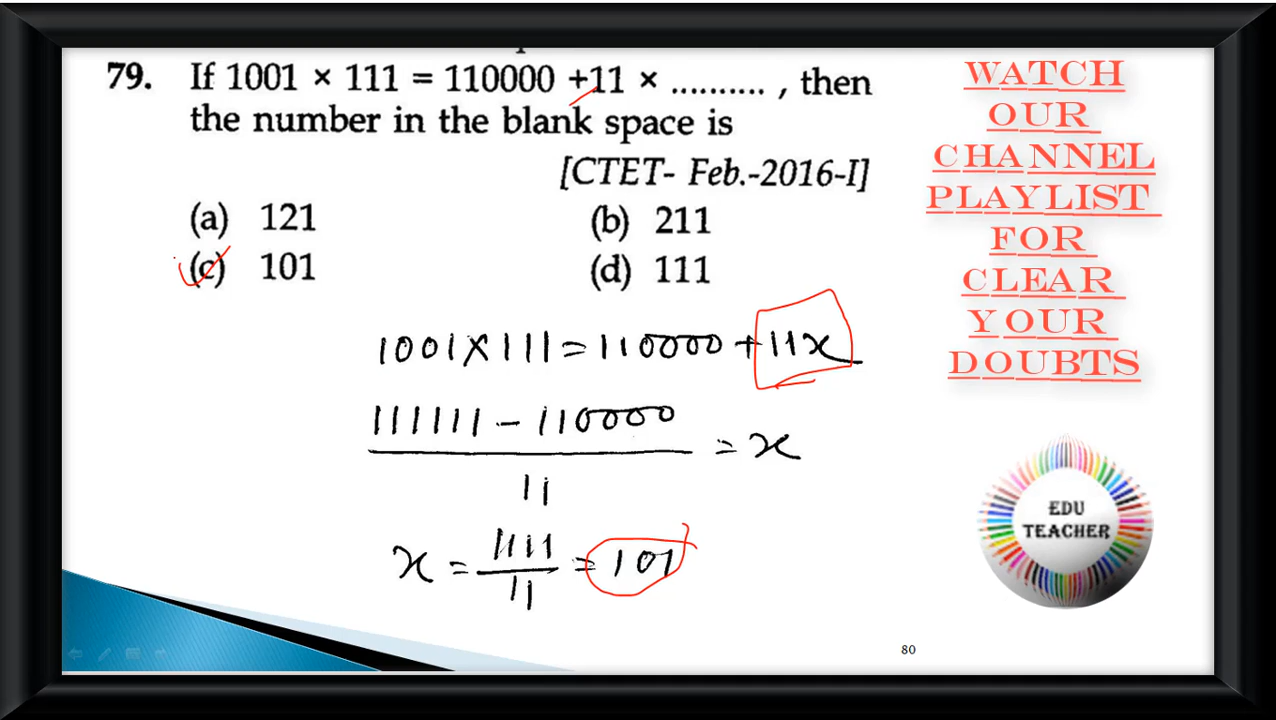 79. If 1001 × 111 = 110000 +11 × .......... , then
the number in the blank space is
[CTET- Feb.-2016-I]
(a) 121 (b) 211
(c) 101 (d) 111
1001×111=110000+11x
111111-110000
= x
11
x = 1111/11 = 101
WATCH
OUR
CHANNEL
PLAYLIST
FOR
CLEAR
YOUR
DOUBTS
EDU
TEACHER
80